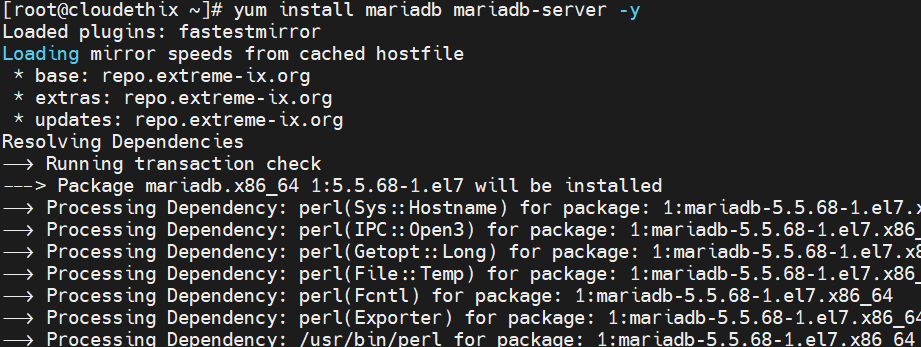 [root@cloudethix ~]# yum install mariadb mariadb-server -y
Loaded plugins: fastestmirror
Loading mirror speeds from cached hostfile
 * base: repo.extreme-ix.org
 * extras: repo.extreme-ix.org
 * updates: repo.extreme-ix.org
Resolving Dependencies
--> Running transaction check
---> Package mariadb.x86_64 1:5.5.68-1.el7 will be installed
--> Processing Dependency: perl(Sys::Hostname) for package: 1:mariadb-5.5.68-1.el7.x
--> Processing Dependency: perl(IPC::Open3) for package: 1:mariadb-5.5.68-1.el7.x86_
--> Processing Dependency: perl(Getopt::Long) for package: 1:mariadb-5.5.68-1.el7.x8
--> Processing Dependency: perl(File::Temp) for package: 1:mariadb-5.5.68-1.el7.x86_
--> Processing Dependency: perl(Fcntl) for package: 1:mariadb-5.5.68-1.el7.x86_64
--> Processing Dependency: perl(Exporter) for package: 1:mariadb-5.5.68-1.el7.x86_64
--> Processing Dependency: /usr/bin/perl for package: 1:mariadb-5.5.68-1.el7.x86_64